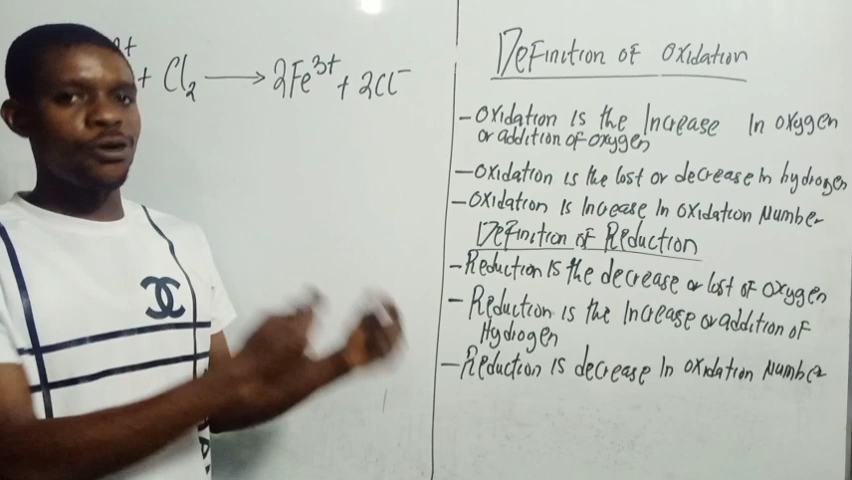 t + Cl₂ → 2Fe³⁺ + 2Cl⁻
Definition of Oxidation
- Oxidation is the Increase In oxygen
or addition of oxygen
- Oxidation is the lost or decrease In hydrogen
- Oxidation Is Increase In oxidation Number
Definition of Reduction
- Reduction Is the decrease or lost of oxygen
- Reduction is the Increase or addition of
Hydrogen
- Reduction is decrease In oxidation Number